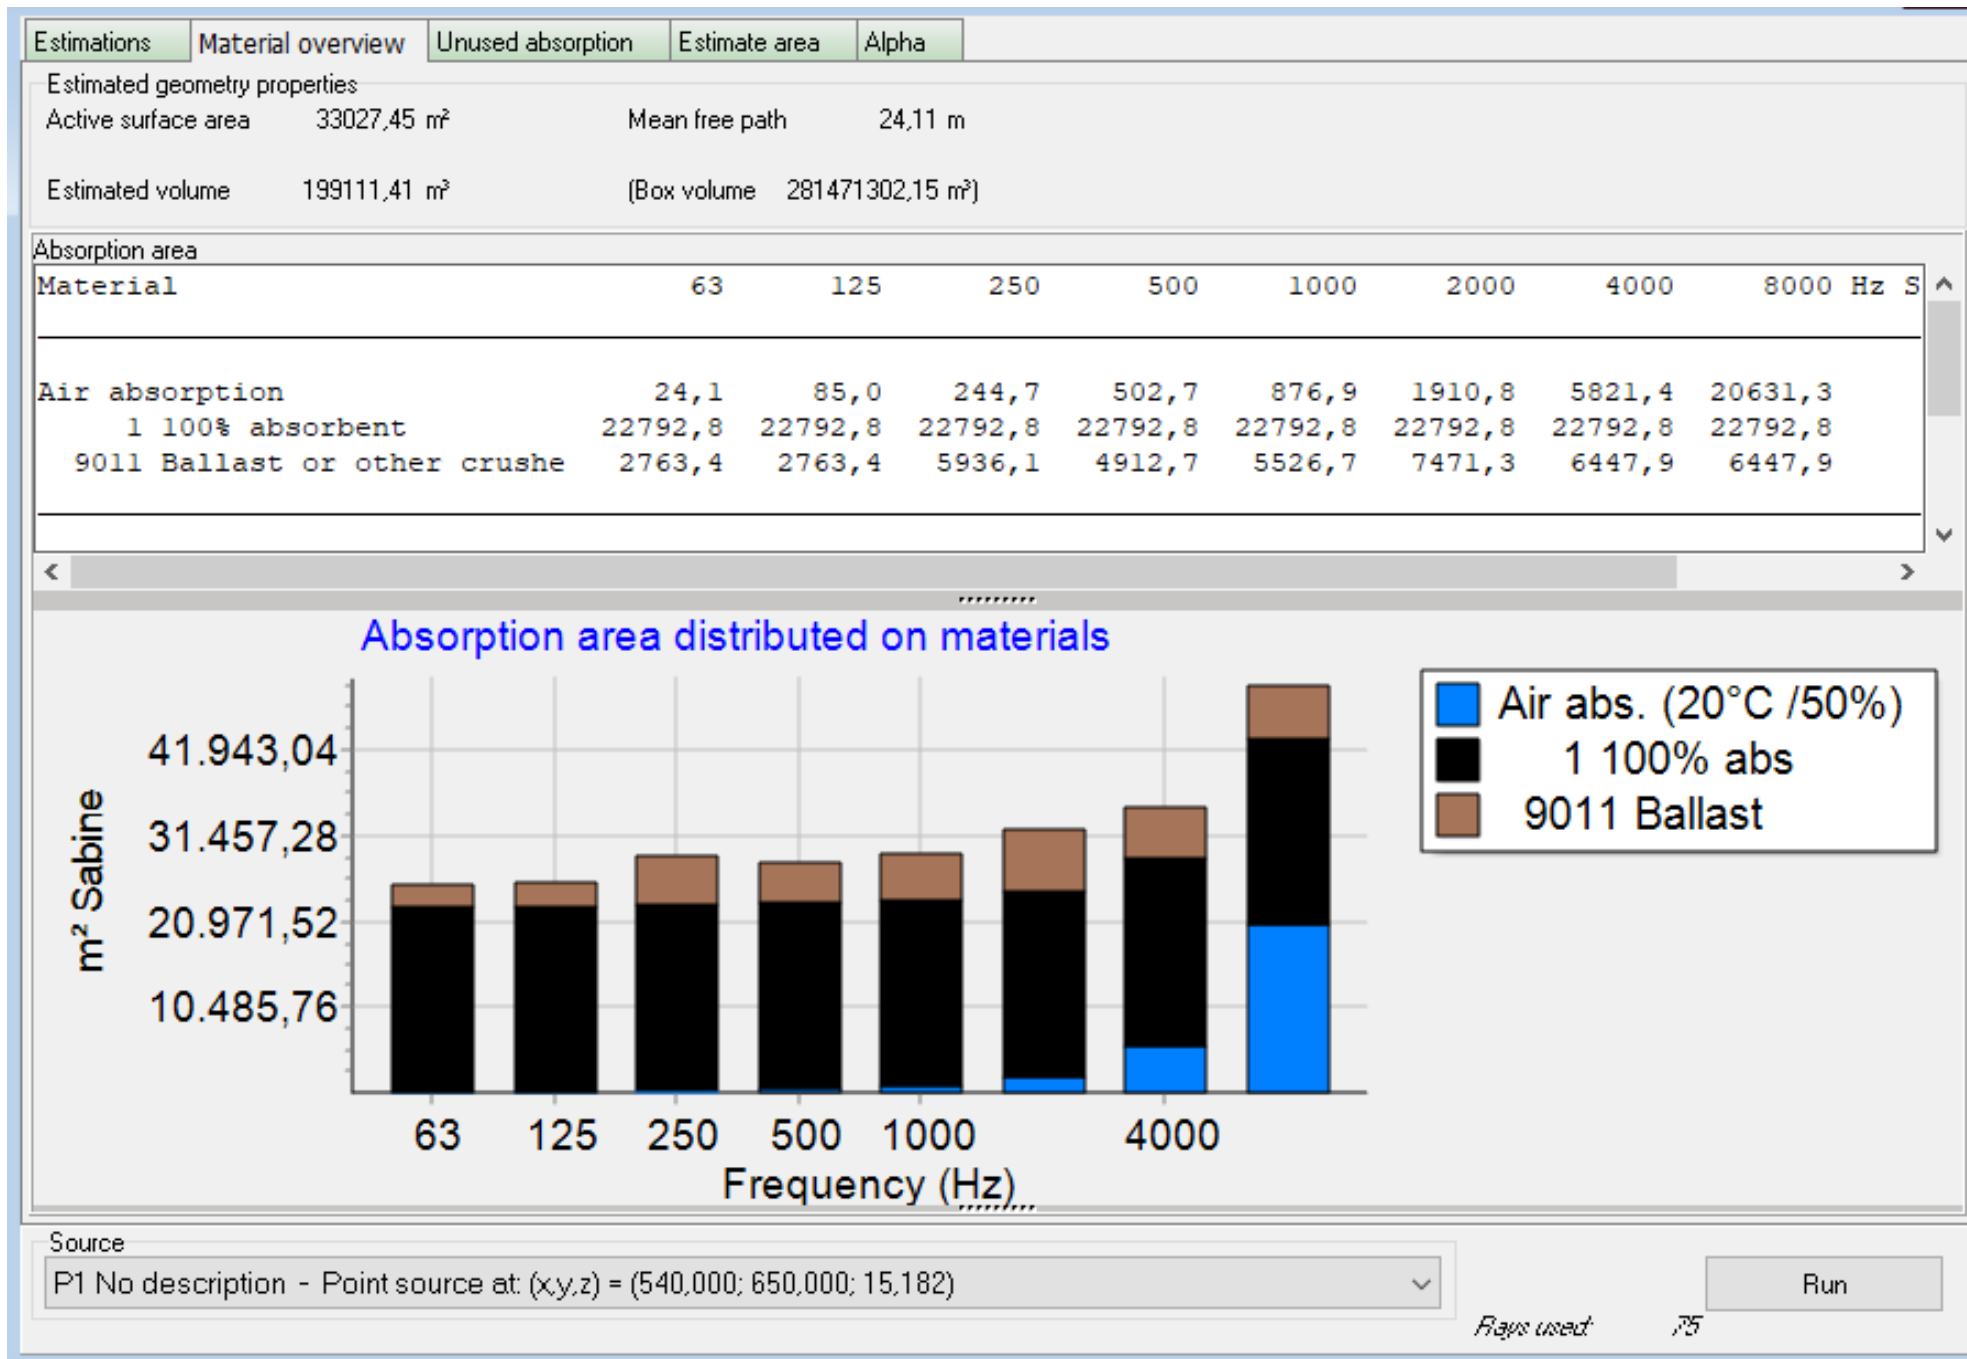 Estimations Material overview Unused absorption Estimate area Alpha
Estimated geometry properties
Active surface area 33027,45 m² Mean free path 24,11 m
Estimated volume 199111,41 m³ (Box volume 281471302,15 m³)
Absorption area
Material 63 125 250 500 1000 2000 4000 8000 Hz S
Air absorption 24,1 85,0 244,7 502,7 876,9 1910,8 5821,4 20631,3
1 100% absorbent 22792,8 22792,8 22792,8 22792,8 22792,8 22792,8 22792,8 22792,8
9011 Ballast or other crushe 2763,4 2763,4 5936,1 4912,7 5526,7 7471,3 6447,9 6447,9
Absorption area distributed on materials
Air abs. (20°C /50%)
1 100% abs
9011 Ballast
m² Sabine
41.943,04
31.457,28
20.971,52
10.485,76
63 125 250 500 1000 4000
Frequency (Hz)
Source
P1 No description - Point source at: (x,y,z) = (540,000; 650,000; 15,182)
Run
Rays used: 75